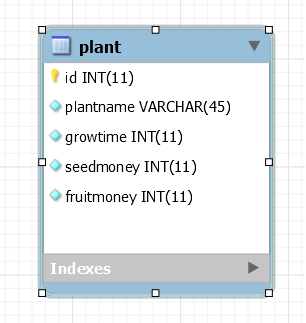 plant
id INT(11)
plantname VARCHAR(45)
growtime INT(11)
seedmoney INT(11)
fruitmoney INT(11)
Indexes